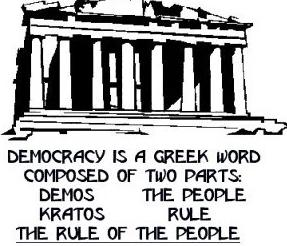 DEMOCRACY IS A GREEK WORD
COMPOSED OF TWO PARTS:
DEMOS THE PEOPLE
KRATOS RULE
THE RULE OF THE PEOPLE